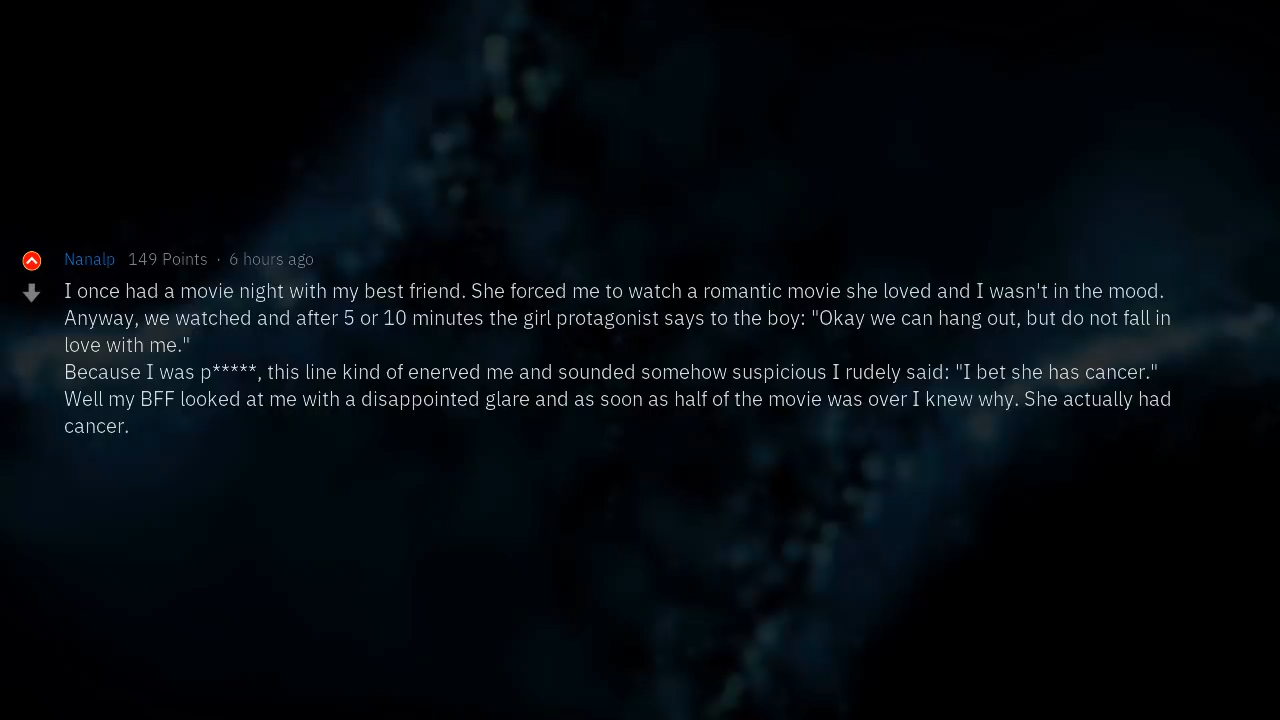 Nanalp 149 Points · 6 hours ago
I once had a movie night with my best friend. She forced me to watch a romantic movie she loved and I wasn't in the mood.
Anyway, we watched and after 5 or 10 minutes the girl protagonist says to the boy: "Okay we can hang out, but do not fall in
love with me."
Because I was p*****, this line kind of enerved me and sounded somehow suspicious I rudely said: "I bet she has cancer."
Well my BFF looked at me with a disappointed glare and as soon as half of the movie was over I knew why. She actually had
cancer.